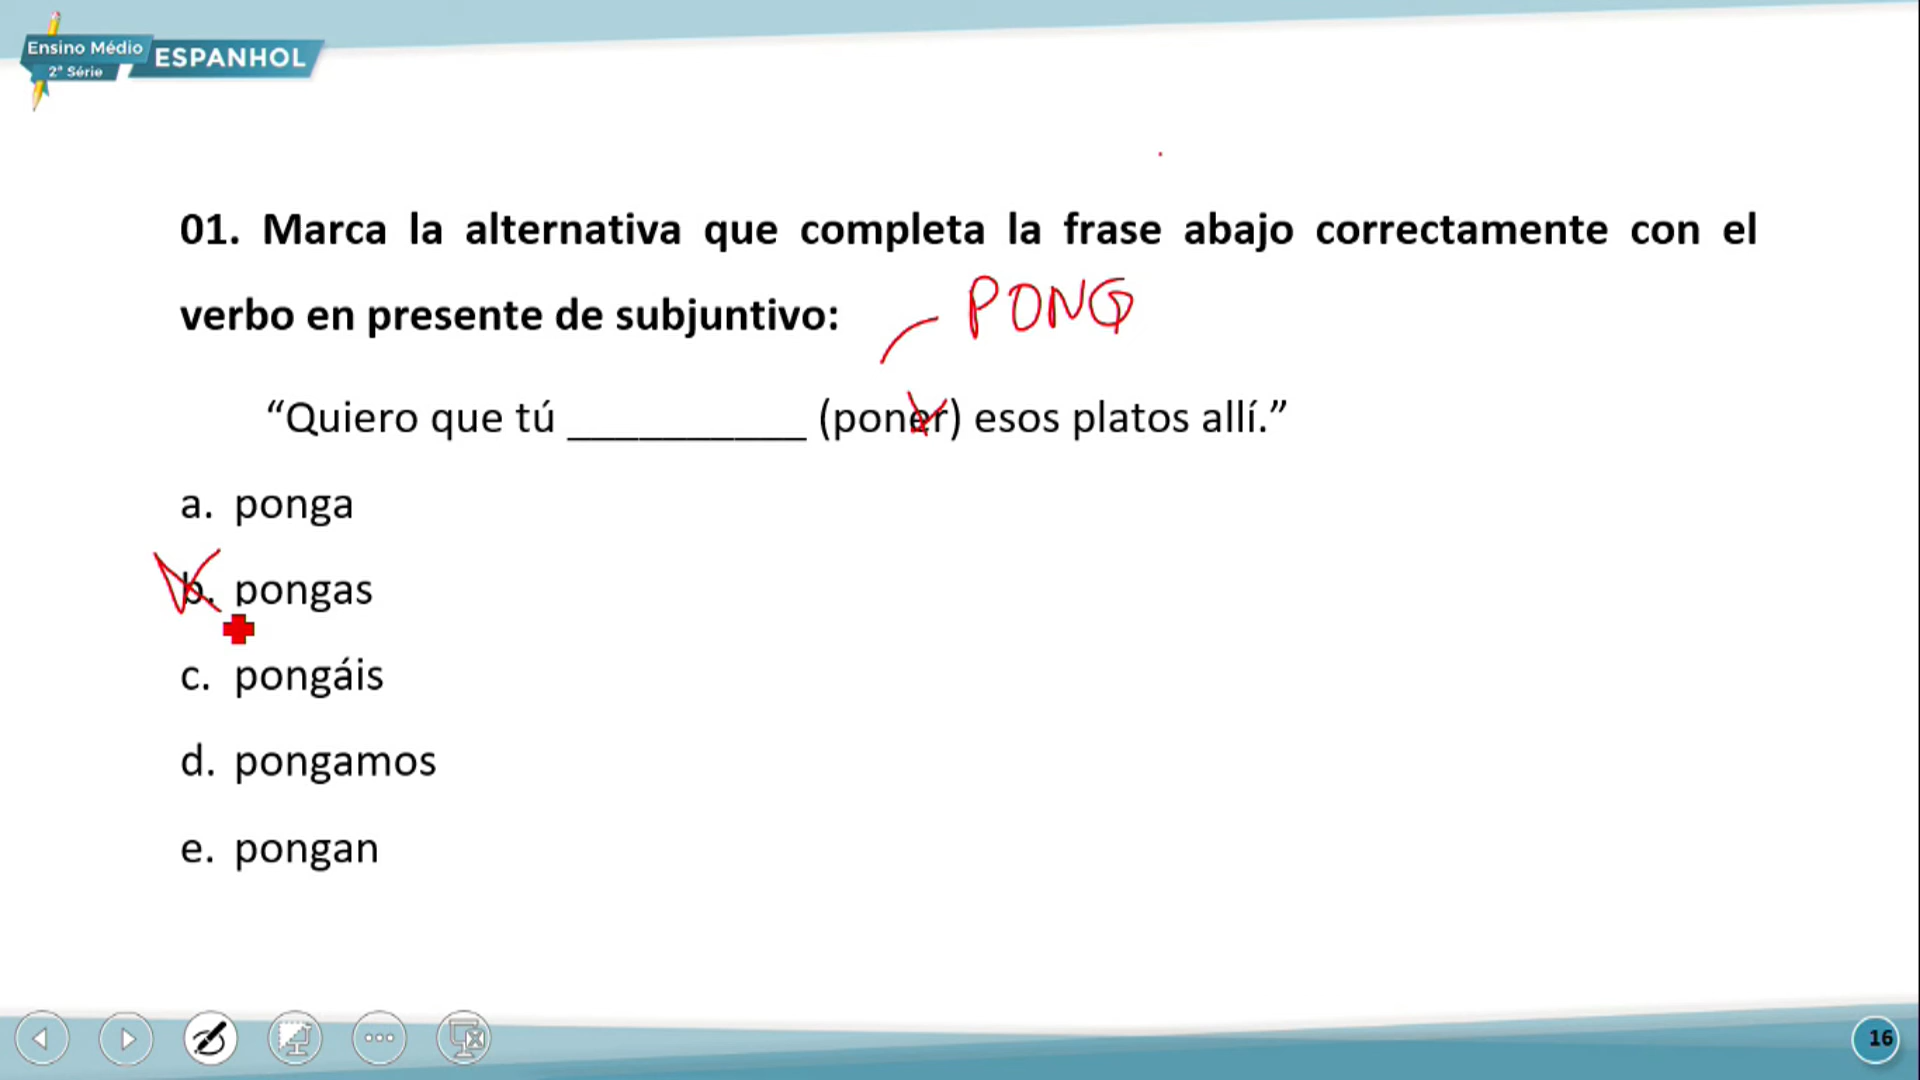 Ensino Médio
2ª Série
ESPANHOL
01. Marca la alternativa que completa la frase abajo correctamente con el
verbo en presente de subjuntivo:
PONG
“Quiero que tú __________ (poner) esos platos allí.”
a. ponga
b. pongas
c. pongáis
d. pongamos
e. pongan
16